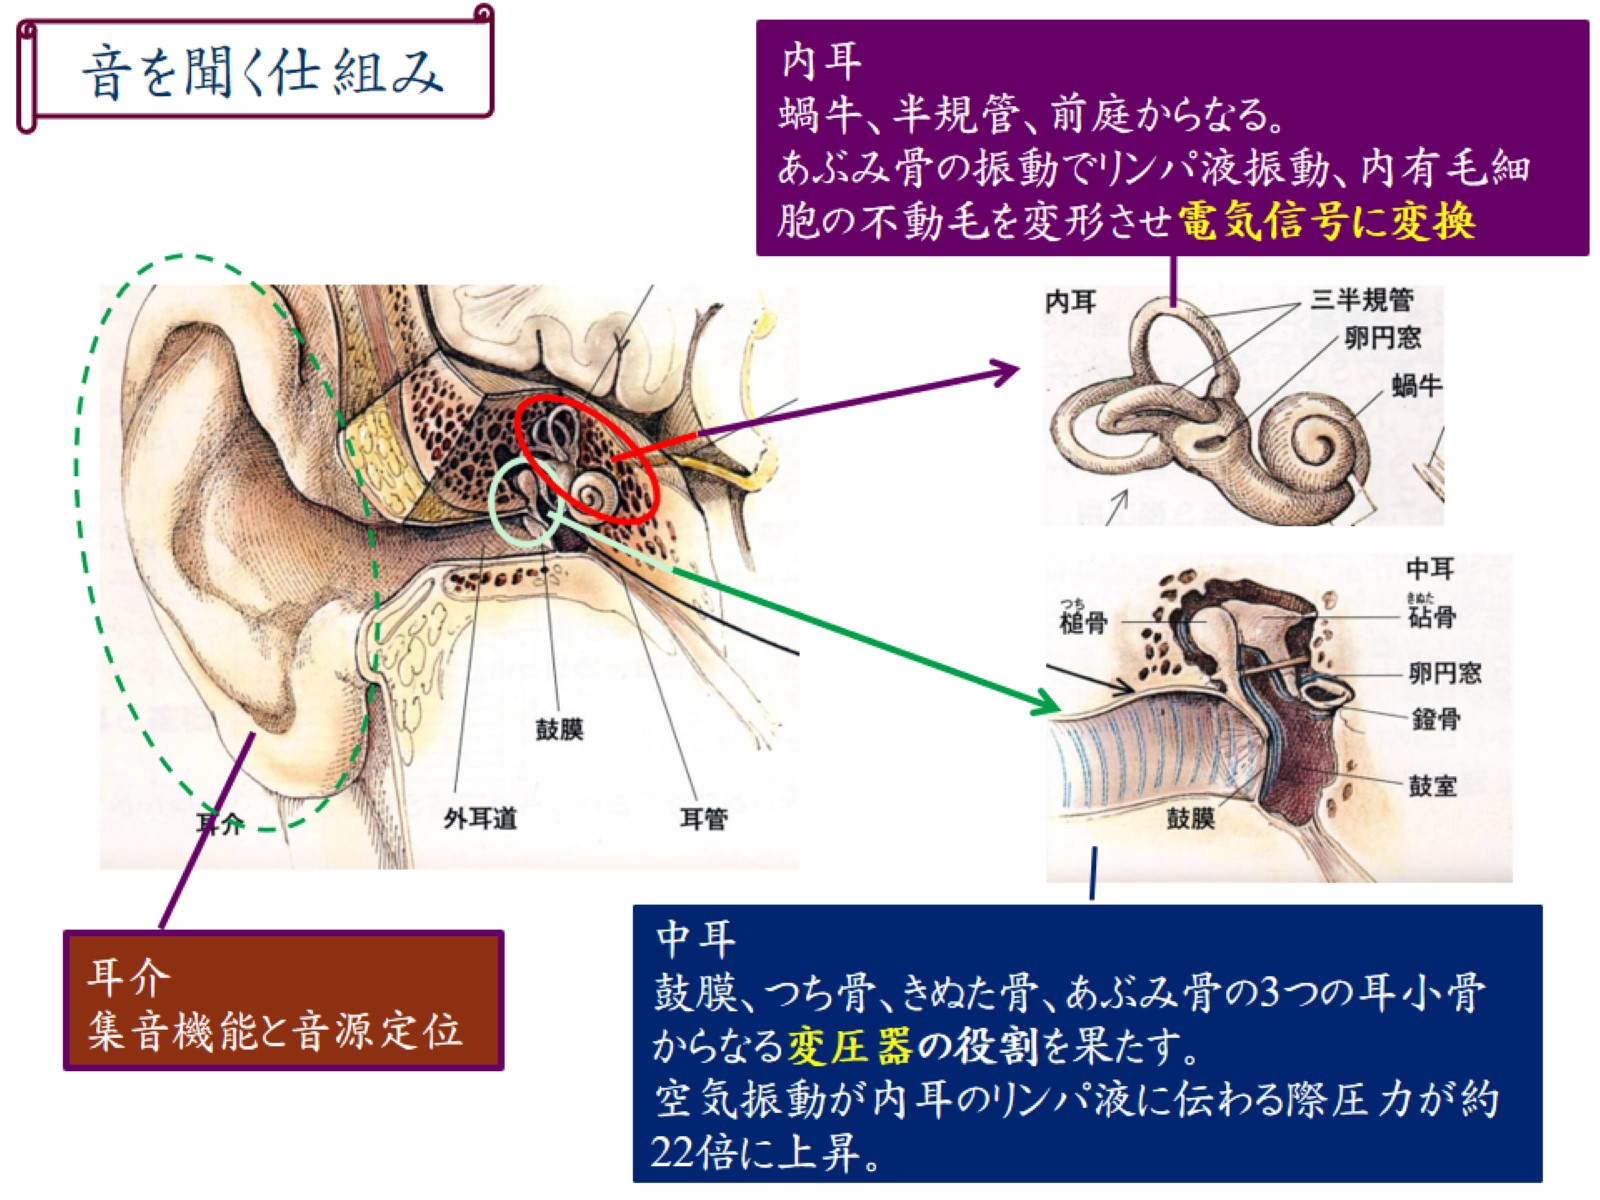 音を聞く仕組み
内耳
蝸牛、半規管、前庭からなる。
あぶみ骨の振動でリンパ液振動、内有毛細
胞の不動毛を変形させ電気信号に変換
内耳
三半規管
卵円窓
蝸牛
鼓膜
外耳道
耳管
耳介
中耳
つち
槌骨
きぬた
砧骨
卵円窓
鐙骨
鼓室
鼓膜
耳介
集音機能と音源定位
中耳
鼓膜、つち骨、きぬた骨、あぶみ骨の3つの耳小骨
からなる変圧器の役割を果たす。
空気振動が内耳のリンパ液に伝わる際圧力が約
22倍に上昇。